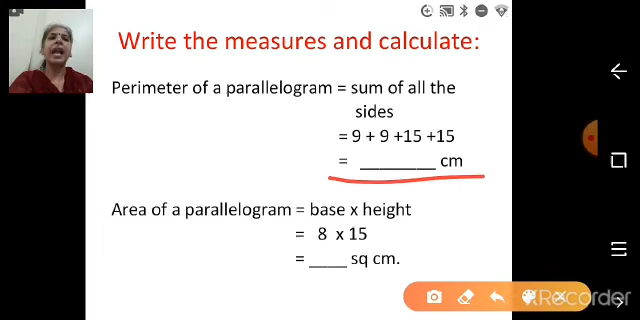 Write the measures and calculate:
Perimeter of a parallelogram = sum of all the
sides
= 9 + 9 +15 +15
= ________ cm
Area of a parallelogram = base x height
= 8 x 15
= ____ sq cm.
Recorder